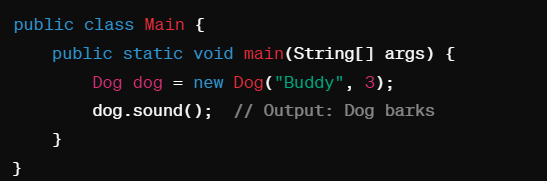 public class Main {
    public static void main(String[] args) {
        Dog dog = new Dog("Buddy", 3);
        dog.sound();  // Output: Dog barks
    }
}